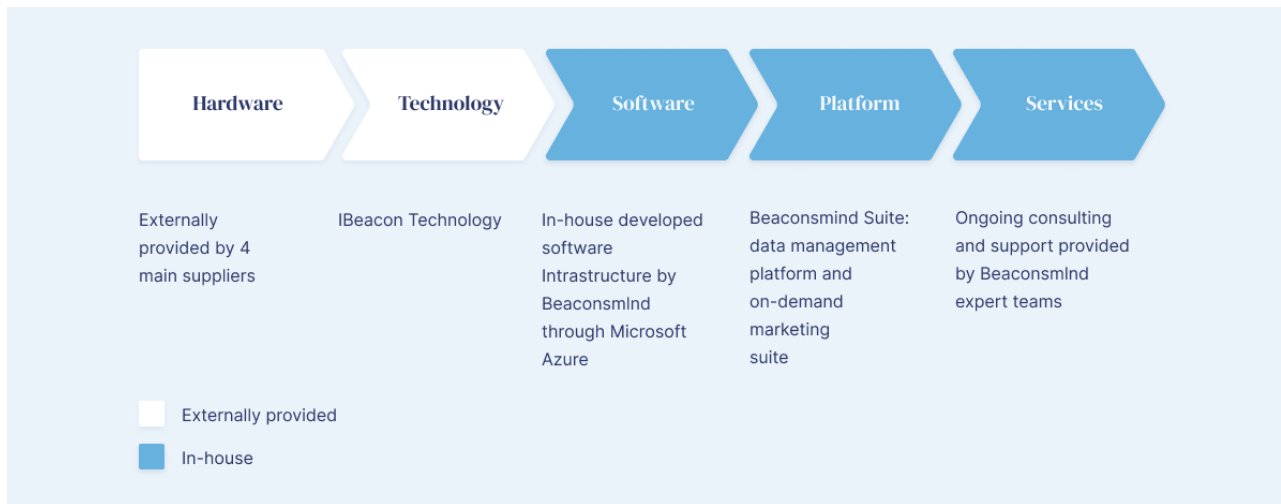 Hardware
Technology
Software
Platform
Services
Externally
provided by 4
main suppliers
IBeacon Technology
In-house developed
software
Intrastructure by
BeaconsmInd
through Microsoft
Azure
Beaconsmind Suite:
data management
platform and
on-demand
marketing
suite
Ongoing consulting
and support provided
by BeaconsmInd
expert teams
Externally provided
In-house